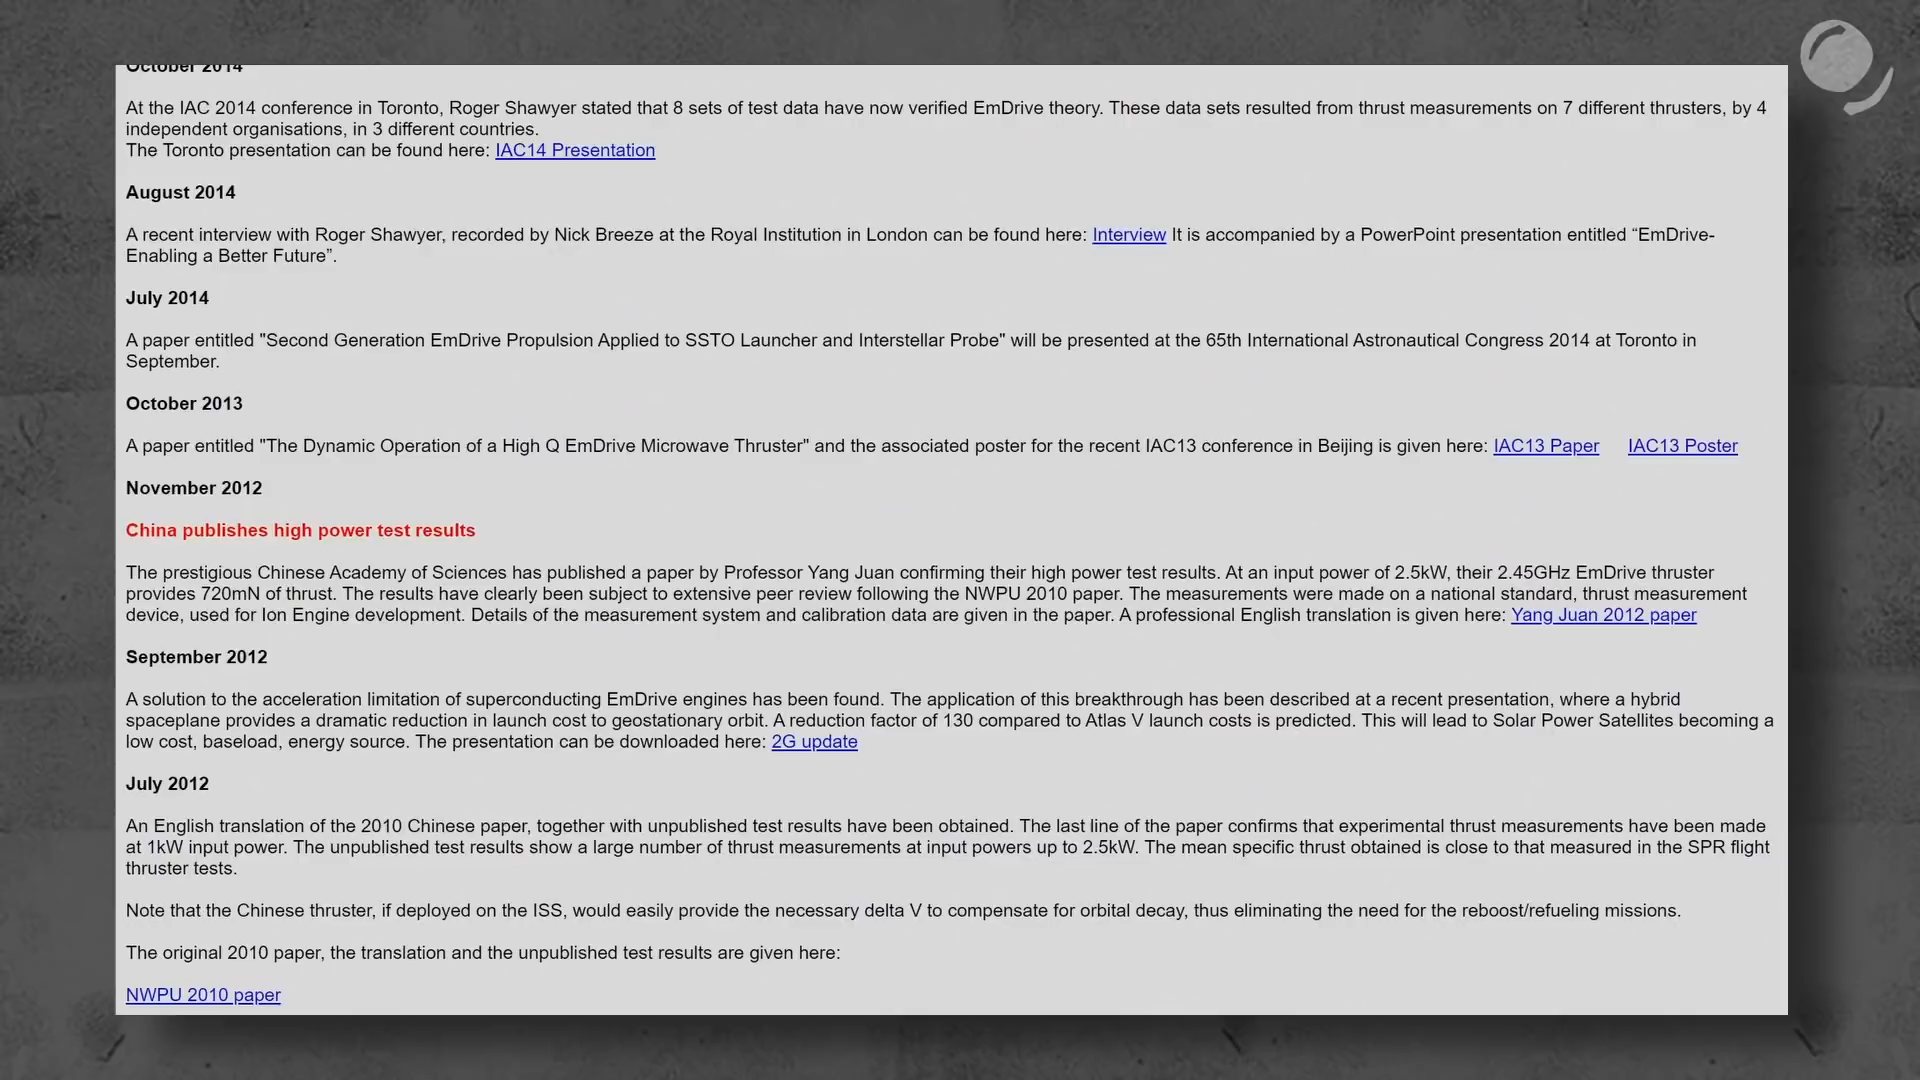 October 2014
At the IAC 2014 conference in Toronto, Roger Shawyer stated that 8 sets of test data have now verified EmDrive theory. These data sets resulted from thrust measurements on 7 different thrusters, by 4
independent organisations, in 3 different countries.
The Toronto presentation can be found here: IAC14 Presentation
August 2014
A recent interview with Roger Shawyer, recorded by Nick Breeze at the Royal Institution in London can be found here: Interview It is accompanied by a PowerPoint presentation entitled “EmDrive-
Enabling a Better Future”.
July 2014
A paper entitled "Second Generation EmDrive Propulsion Applied to SSTO Launcher and Interstellar Probe" will be presented at the 65th International Astronautical Congress 2014 at Toronto in
September.
October 2013
A paper entitled "The Dynamic Operation of a High Q EmDrive Microwave Thruster" and the associated poster for the recent IAC13 conference in Beijing is given here: IAC13 Paper IAC13 Poster
November 2012
China publishes high power test results
The prestigious Chinese Academy of Sciences has published a paper by Professor Yang Juan confirming their high power test results. At an input power of 2.5kW, their 2.45GHz EmDrive thruster
provides 720mN of thrust. The results have clearly been subject to extensive peer review following the NWPU 2010 paper. The measurements were made on a national standard, thrust measurement
device, used for Ion Engine development. Details of the measurement system and calibration data are given in the paper. A professional English translation is given here: Yang Juan 2012 paper
September 2012
A solution to the acceleration limitation of superconducting EmDrive engines has been found. The application of this breakthrough has been described at a recent presentation, where a hybrid
spaceplane provides a dramatic reduction in launch cost to geostationary orbit. A reduction factor of 130 compared to Atlas V launch costs is predicted. This will lead to Solar Power Satellites becoming a
low cost, baseload, energy source. The presentation can be downloaded here: 2G update
July 2012
An English translation of the 2010 Chinese paper, together with unpublished test results have been obtained. The last line of the paper confirms that experimental thrust measurements have been made
at 1kW input power. The unpublished test results show a large number of thrust measurements at input powers up to 2.5kW. The mean specific thrust obtained is close to that measured in the SPR flight
thruster tests.
Note that the Chinese thruster, if deployed on the ISS, would easily provide the necessary delta V to compensate for orbital decay, thus eliminating the need for the reboost/refueling missions.
The original 2010 paper, the translation and the unpublished test results are given here:
NWPU 2010 paper